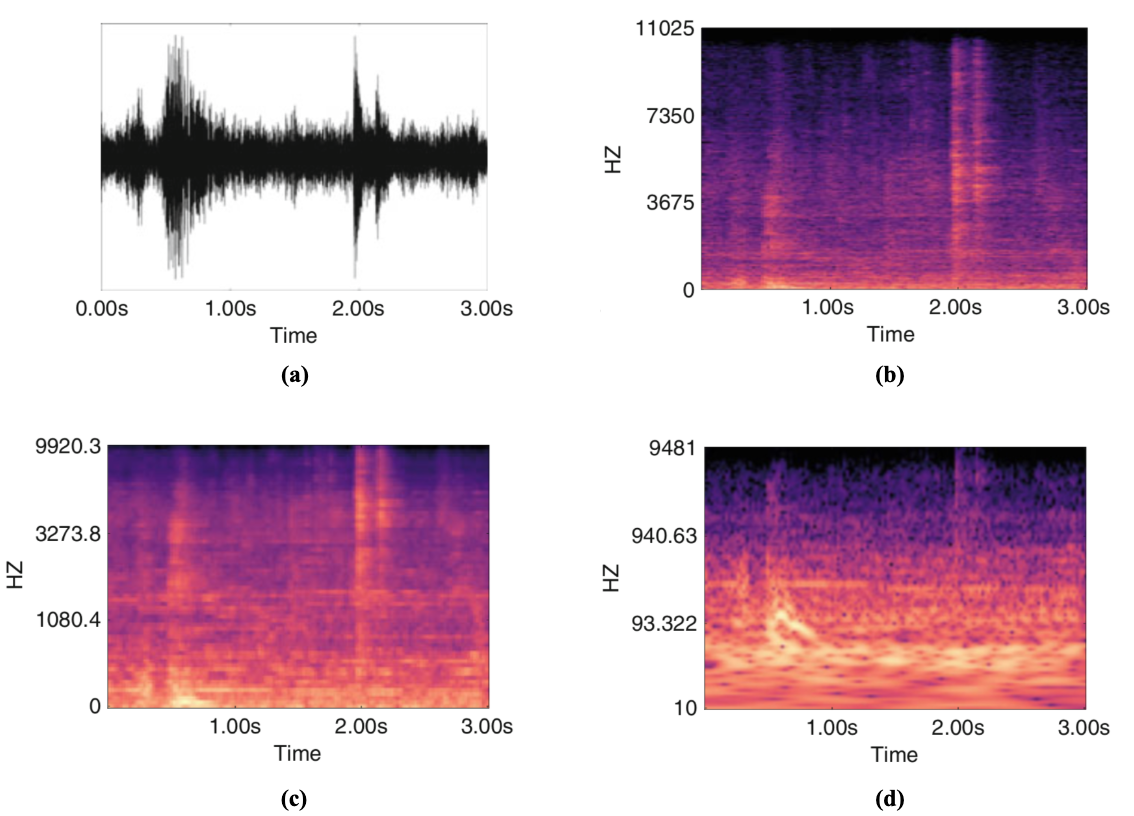 11025
7350
HZ
3675
0
0.00s 1.00s 2.00s 3.00s
Time
1.00s 2.00s 3.00s
Time
(a)
(b)
9920.3
3273.8
HZ
1080.4
0
1.00s 2.00s 3.00s
Time
9481
940.63
HZ
93.322
10
1.00s 2.00s 3.00s
Time
(c)
(d)